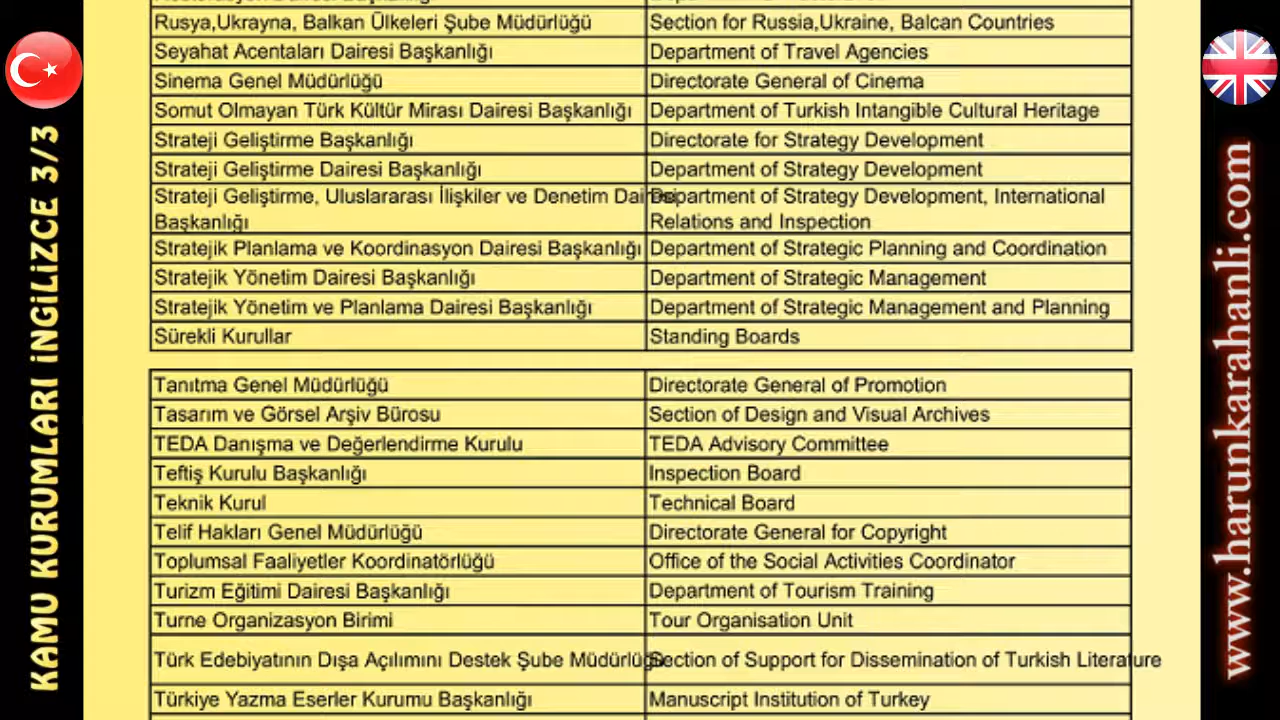 Rusya,Ukrayna, Balkan Ülkeleri Şube Müdürlüğü Section for Russia,Ukraine, Balcan Countries
Seyahat Acentaları Dairesi Başkanlığı Department of Travel Agencies
Sinema Genel Müdürlüğü Directorate General of Cinema
Somut Olmayan Türk Kültür Mirası Dairesi Başkanlığı Department of Turkish Intangible Cultural Heritage
Strateji Geliştirme Başkanlığı Directorate for Strategy Development
Strateji Geliştirme Dairesi Başkanlığı Department of Strategy Development
Strateji Geliştirme, Uluslararası İlişkiler ve Denetim Dairesi Department of Strategy Development, International
Başkanlığı Relations and Inspection
Stratejik Planlama ve Koordinasyon Dairesi Başkanlığı Department of Strategic Planning and Coordination
Stratejik Yönetim Dairesi Başkanlığı Department of Strategic Management
Stratejik Yönetim ve Planlama Dairesi Başkanlığı Department of Strategic Management and Planning
Sürekli Kurullar Standing Boards
Tanıtma Genel Müdürlüğü Directorate General of Promotion
Tasarım ve Görsel Arşiv Bürosu Section of Design and Visual Archives
TEDA Danışma ve Değerlendirme Kurulu TEDA Advisory Committee
Teftiş Kurulu Başkanlığı Inspection Board
Teknik Kurul Technical Board
Telif Hakları Genel Müdürlüğü Directorate General for Copyright
Toplumsal Faaliyetler Koordinatörlüğü Office of the Social Activities Coordinator
Turizm Eğitimi Dairesi Başkanlığı Department of Tourism Training
Turne Organizasyon Birimi Tour Organisation Unit
Türk Edebiyatının Dışa Açılımını Destek Şube Müdürlüğü Section of Support for Dissemination of Turkish Literature
Türkiye Yazma Eserler Kurumu Başkanlığı Manuscript Institution of Turkey
KAMU KURUMLARI İNGİLİZCE 3/3
www.harunkarahanli.com